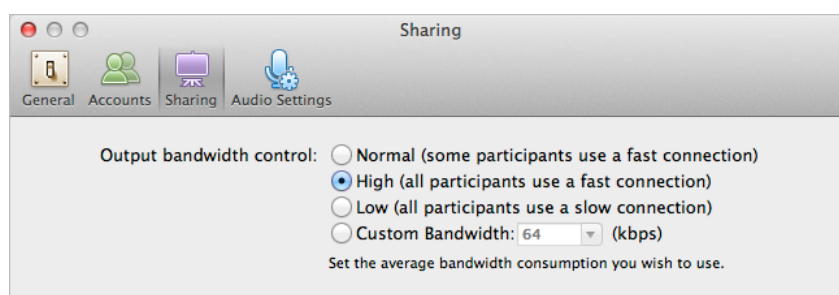 Sharing
General Accounts Sharing Audio Settings
Output bandwidth control: Normal (some participants use a fast connection)
High (all participants use a fast connection)
Low (all participants use a slow connection)
Custom Bandwidth: 64 (kbps)
Set the average bandwidth consumption you wish to use.